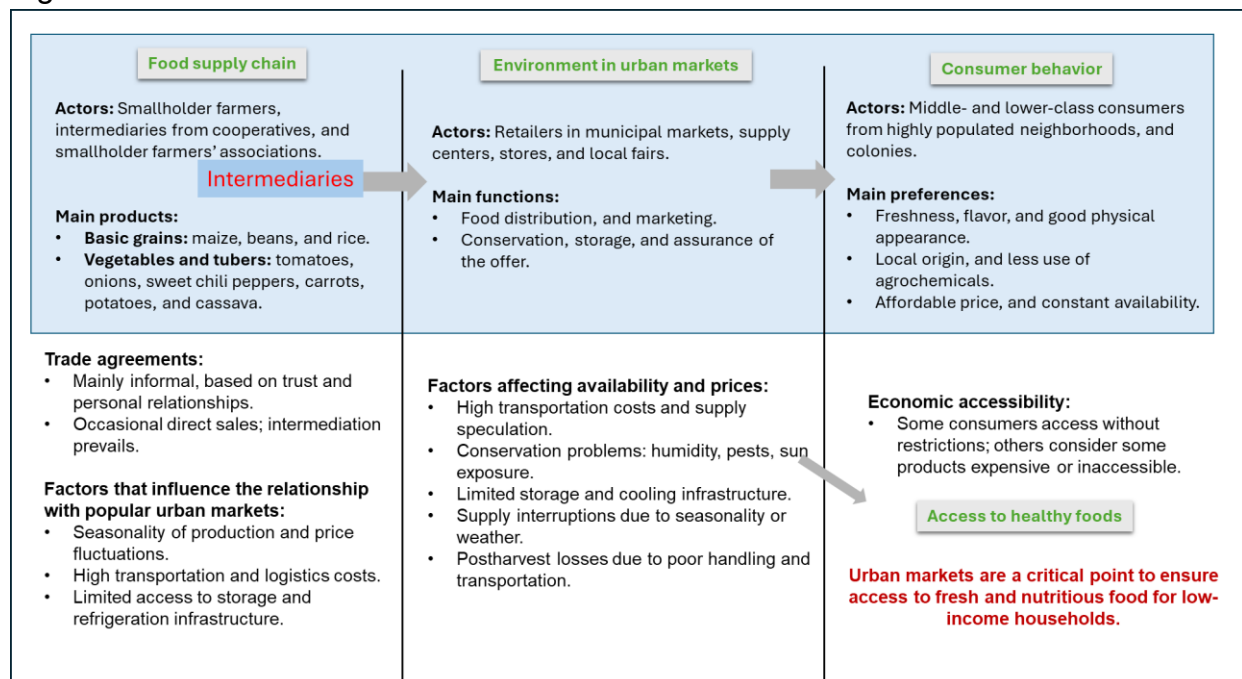 Food supply chain
Actors: Smallholder farmers,
intermediaries from cooperatives, and
smallholder farmers' associations.
Intermediaries
Main products:
• Basic grains: maize, beans, and rice.
• Vegetables and tubers: tomatoes,
onions, sweet chili peppers, carrots,
potatoes, and cassava.
Trade agreements:
• Mainly informal, based on trust and
personal relationships.
• Occasional direct sales; intermediation
prevails.
Factors that influence the relationship
with popular urban markets:
• Seasonality of production and price
fluctuations.
• High transportation and logistics costs.
• Limited access to storage and
refrigeration infrastructure.
Environment in urban markets
Actors: Retailers in municipal markets, supply
centers, stores, and local fairs.
Main functions:
• Food distribution, and marketing.
• Conservation, storage, and assurance of
the offer.
Factors affecting availability and prices:
• High transportation costs and supply
speculation.
• Conservation problems: humidity, pests, sun
exposure.
• Limited storage and cooling infrastructure.
• Supply interruptions due to seasonality or
weather.
• Postharvest losses due to poor handling and
transportation.
Consumer behavior
Actors: Middle- and lower-class consumers
from highly populated neighborhoods, and
colonies.
Main preferences:
• Freshness, flavor, and good physical
appearance.
• Local origin, and less use of
agrochemicals.
• Affordable price, and constant availability.
Economic accessibility:
• Some consumers access without
restrictions; others consider some
products expensive or inaccessible.
Access to healthy foods
Urban markets are a critical point to ensure
access to fresh and nutritious food for low-
income households.